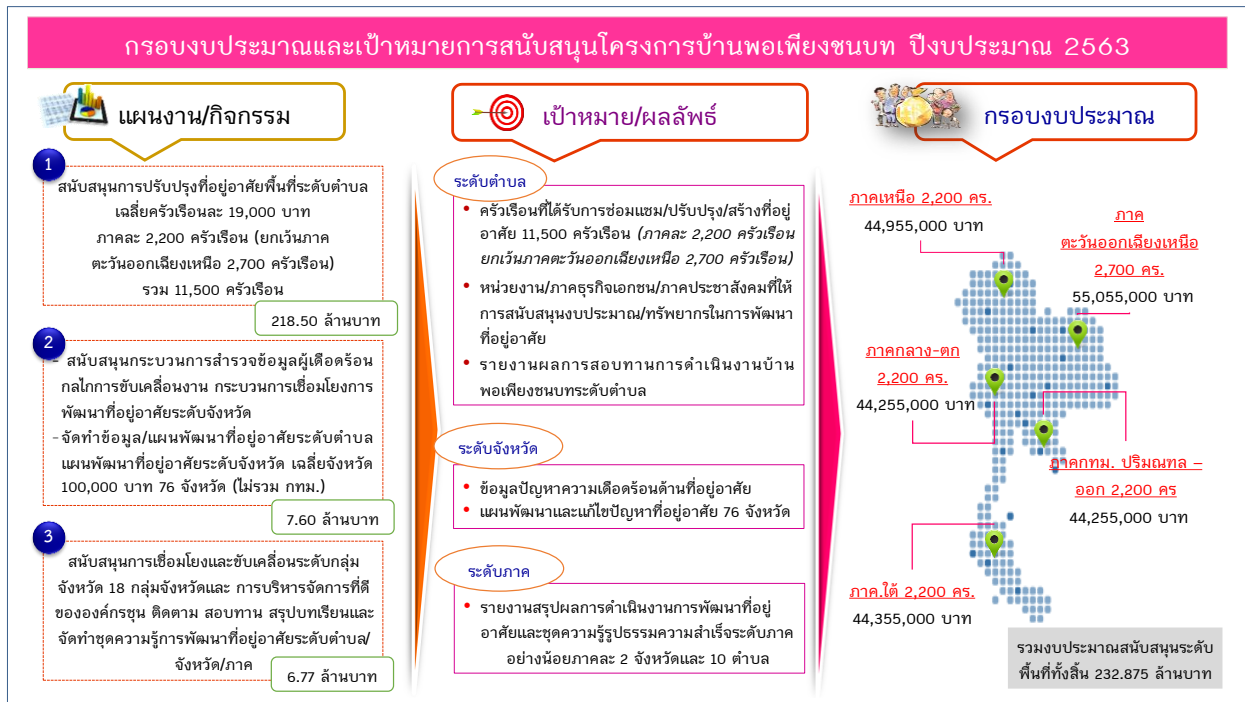 กรอบงบประมาณและเป้าหมายการสนับสนุนโครงการบ้านพอเพียงชนบท ปีงบประมาณ 2563
แผนงาน/กิจกรรม
1
สนับสนุนการปรับปรุงที่อยู่อาศัยพื้นที่ระดับตำบล
เฉลี่ยครัวเรือนละ 19,000 บาท
ภาคละ 2,200 ครัวเรือน (ยกเว้นภาค
ตะวันออกเฉียงเหนือ 2,700 ครัวเรือน)
รวม 11,500 ครัวเรือน
218.50 ล้านบาท
2
- สนับสนุนกระบวนการสำรวจข้อมูลผู้เดือดร้อน
กลไกการขับเคลื่อนงาน กระบวนการเชื่อมโยงการ
พัฒนาที่อยู่อาศัยระดับจังหวัด
-จัดทำข้อมูล/แผนพัฒนาที่อยู่อาศัยระดับตำบล
แผนพัฒนาที่อยู่อาศัยระดับจังหวัด เฉลี่ยจังหวัด
100,000 บาท 76 จังหวัด (ไม่รวม กทม.)
7.60 ล้านบาท
3
สนับสนุนการเชื่อมโยงและขับเคลื่อนระดับกลุ่ม
จังหวัด 18 กลุ่มจังหวัดและ การบริหารจัดการที่ดี
ขององค์กรชุน ติดตาม สอบทาน สรุปบทเรียนและ
จัดทำชุดความรู้การพัฒนาที่อยู่อาศัยระดับตำบล/
จังหวัด/ภาค
6.77 ล้านบาท
เป้าหมาย/ผลลัพธ์
ระดับตำบล
• ครัวเรือนที่ได้รับการซ่อมแซม/ปรับปรุง/สร้างที่อยู่
อาศัย 11,500 ครัวเรือน (ภาคละ 2,200 ครัวเรือน
ยกเว้นภาคตะวันออกเฉียงเหนือ 2,700 ครัวเรือน)
• หน่วยงาน/ภาคธุรกิจเอกชน/ภาคประชาสังคมที่ให้
การสนับสนุนงบประมาณ/ทรัพยากรในการพัฒนา
ที่อยู่อาศัย
• รายงานผลการสอบทานการดำเนินงานบ้าน
พอเพียงชนบทระดับตำบล
ระดับจังหวัด
• ข้อมูลปัญหาความเดือดร้อนด้านที่อยู่อาศัย
• แผนพัฒนาและแก้ไขปัญหาที่อยู่อาศัย 76 จังหวัด
ระดับภาค
• รายงานสรุปผลการดำเนินงานการพัฒนาที่อยู่
อาศัยและชุดความรู้รูปธรรมความสำเร็จระดับภาค
อย่างน้อยภาคละ 2 จังหวัดและ 10 ตำบล
กรอบงบประมาณ
ภาคเหนือ 2,200 คร.
44,955,000 บาท
ภาค
ตะวันออกเฉียงเหนือ
2,700 คร.
55,055,000 บาท
ภาคกลาง-ตก
2,200 คร.
44,255,000 บาท
ภาคกทม. ปริมณฑล –
ออก 2,200 คร
44,255,000 บาท
ภาค.ใต้ 2,200 คร.
44,355,000 บาท
รวมงบประมาณสนับสนุนระดับ
พื้นที่ทั้งสิ้น 232.875 ล้านบาท